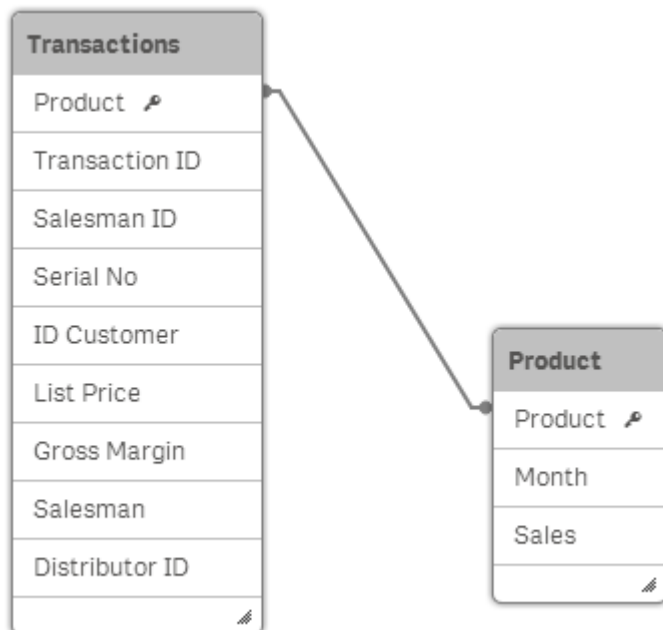 Transactions
Product
Transaction ID
Salesman ID
Serial No
ID Customer
List Price
Gross Margin
Salesman
Distributor ID
Product
Product
Month
Sales